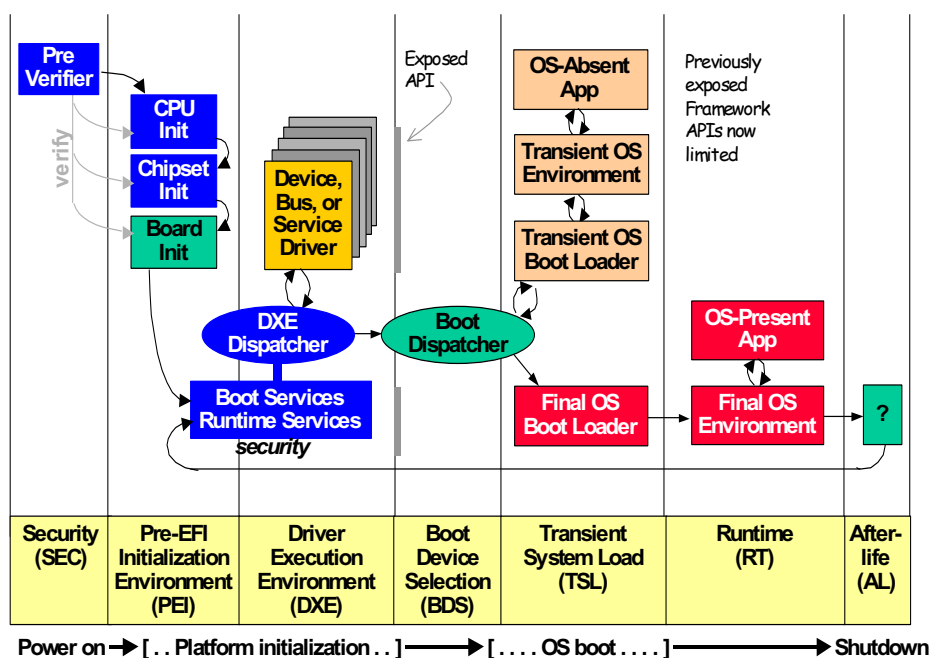 Pre
Verifier
verify
CPU
Init
Chipset
Init
Board
Init
Device,
Bus, or
Service
Driver
DXE
Dispatcher
Boot Services
Runtime Services
security
Exposed
API
Boot
Dispatcher
OS-Absent
App
Transient OS
Environment
Transient OS
Boot Loader
Final OS
Boot Loader
Previously
exposed
Framework
APIs now
limited
OS-Present
App
Final OS
Environment
?
Security
(SEC)
Pre-EFI
Initialization
Environment
(PEI)
Driver
Execution
Environment
(DXE)
Boot
Device
Selection
(BDS)
Transient
System Load
(TSL)
Runtime
(RT)
After-
life
(AL)
Power on [ . . Platform initialization . . ] [ . . . . OS boot . . . . ] Shutdown